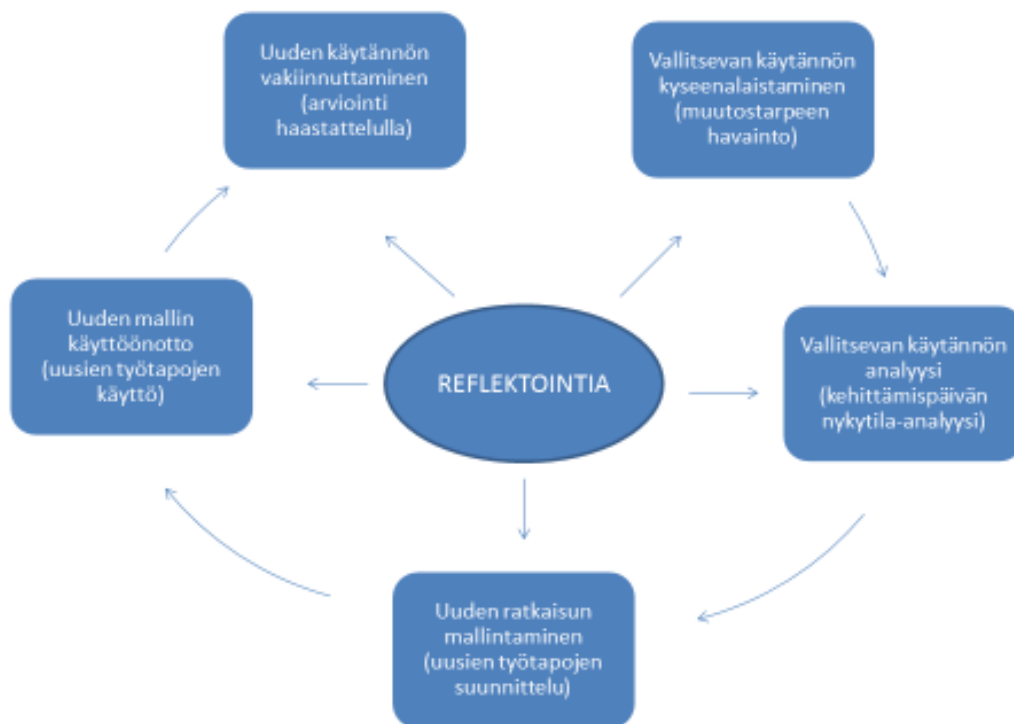 Uuden käytännön
vakiinnuttaminen
(arviointi
haastattelulla)
Vallitsevan käytännön
kyseenalaistaminen
(muutostarpeen
havainto)
Uuden mallin
käyttöönotto
(uusien työtapojen
käyttö)
REFLEKTOINTIA
Vallitsevan käytännön
analyysi
(kehittämispäivän
nykytila-analyysi)
Uuden ratkaisun
mallintaminen
(uusien työtapojen
suunnittelu)